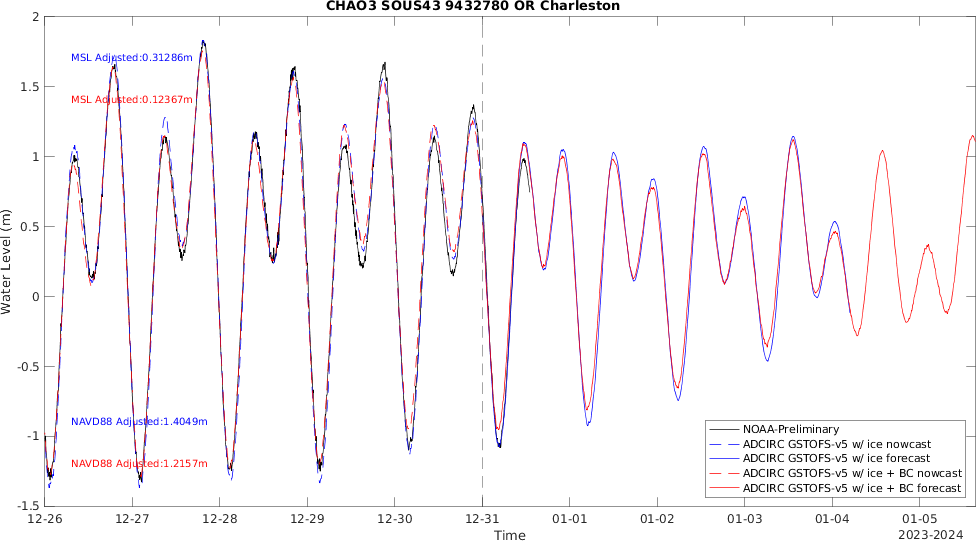 CHAO3 SOUS43 9432780 OR Charleston
2
1.5
1
0.5
0
-0.5
-1
-1.5
Water Level (m)
MSL Adjusted:0.31286m
MSL Adjusted:0.12367m
NAVD88 Adjusted:1.4049m
NAVD88 Adjusted:1.2157m
NOAA-Preliminary
ADCIRC GSTOFS-v5 w/ ice nowcast
ADCIRC GSTOFS-v5 w/ ice forecast
ADCIRC GSTOFS-v5 w/ ice + BC nowcast
ADCIRC GSTOFS-v5 w/ ice + BC forecast
12-26 12-27 12-28 12-29 12-30 12-31 01-01 01-02 01-03 01-04 01-05
Time
2023-2024